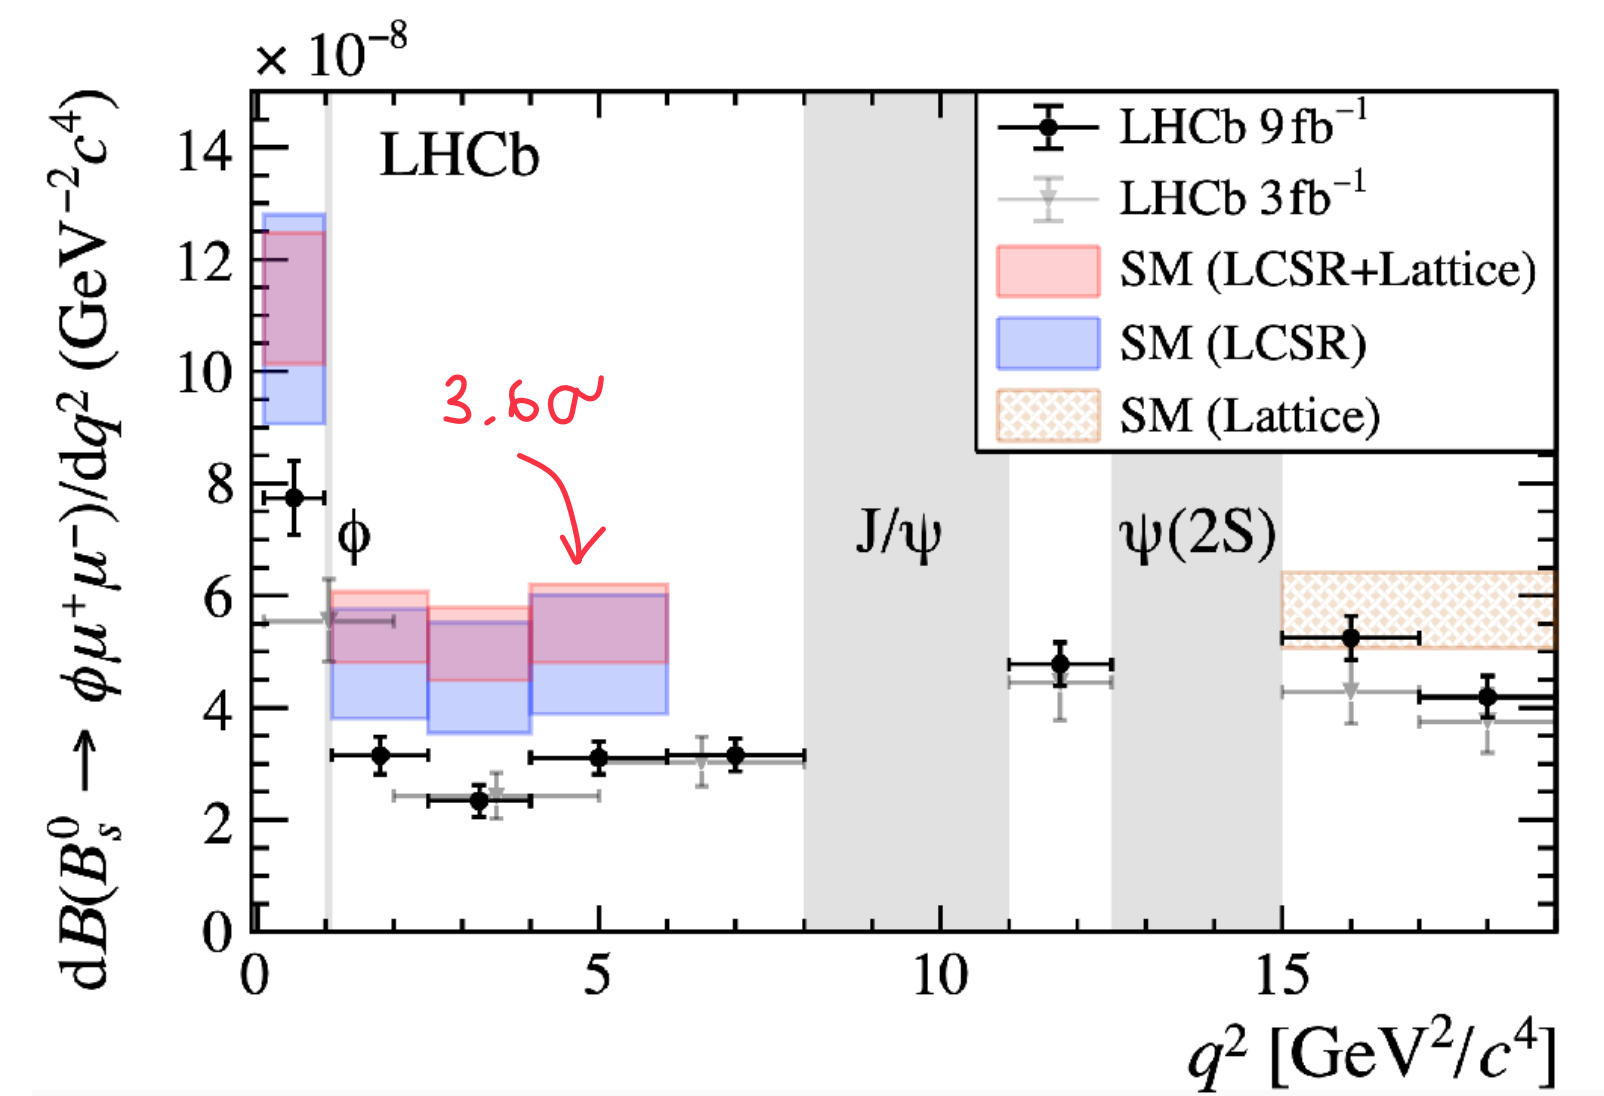 × 10⁻⁸
LHCb
LHCb 9 fb⁻¹
LHCb 3 fb⁻¹
SM (LCSR+Lattice)
SM (LCSR)
SM (Lattice)
3.6σ
ϕ
J/ψ
ψ(2S)
dB(B⁰ₛ → ϕμ⁺μ⁻)/dq² (GeV⁻²c⁴)
14
12
10
8
6
4
2
0
0 5 10 15
q² [GeV²/c⁴]